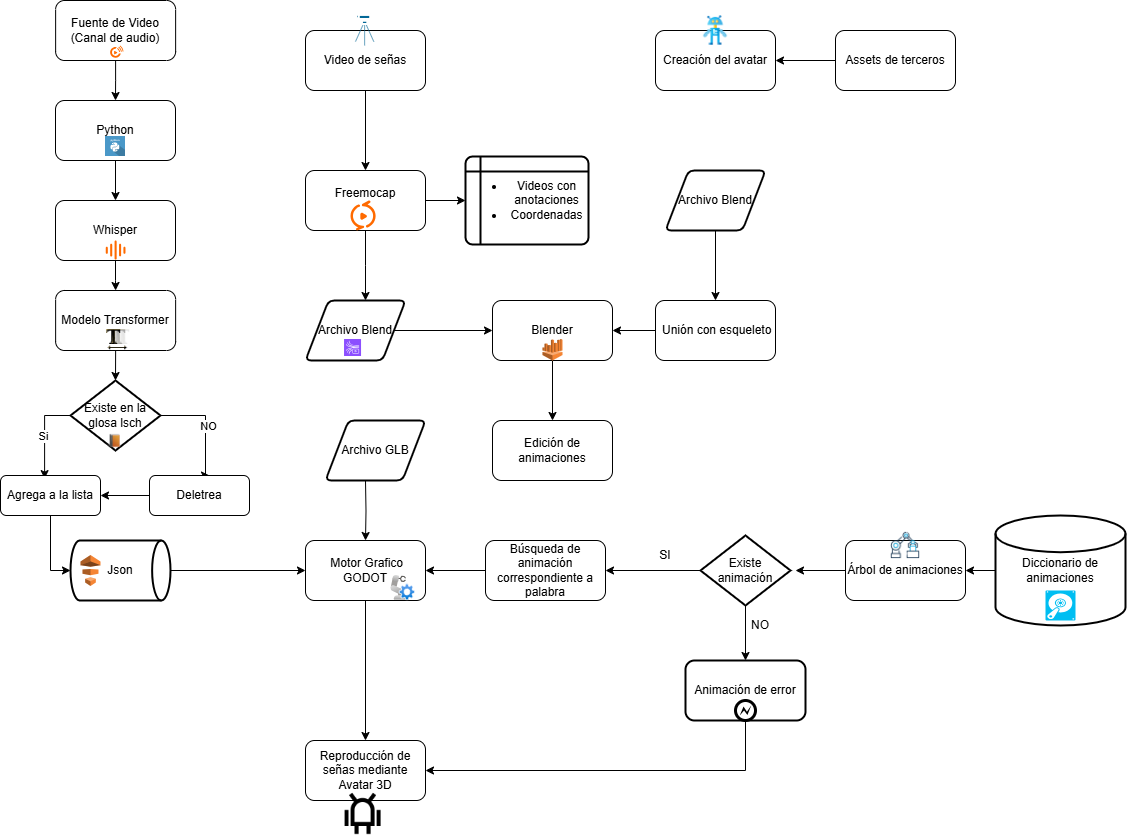 Fuente de Video
(Canal de audio)
Python
Whisper
Modelo Transformer
Existe en la
glosa lsch
Si
NO
Agrega a la lista
Deletrea
Json
Video de señas
Freemocap
Videos con
anotaciones
Coordenadas
Archivo Blend
Blender
Edición de
animaciones
Creación del avatar
Assets de terceros
Archivo Blend
Unión con esqueleto
Archivo GLB
Motor Grafico
GODOT
Búsqueda de
animación
correspondiente a
palabra
SI
Existe
animación
NO
Árbol de animaciones
Diccionario de
animaciones
Animación de error
Reproducción de
señas mediante
Avatar 3D